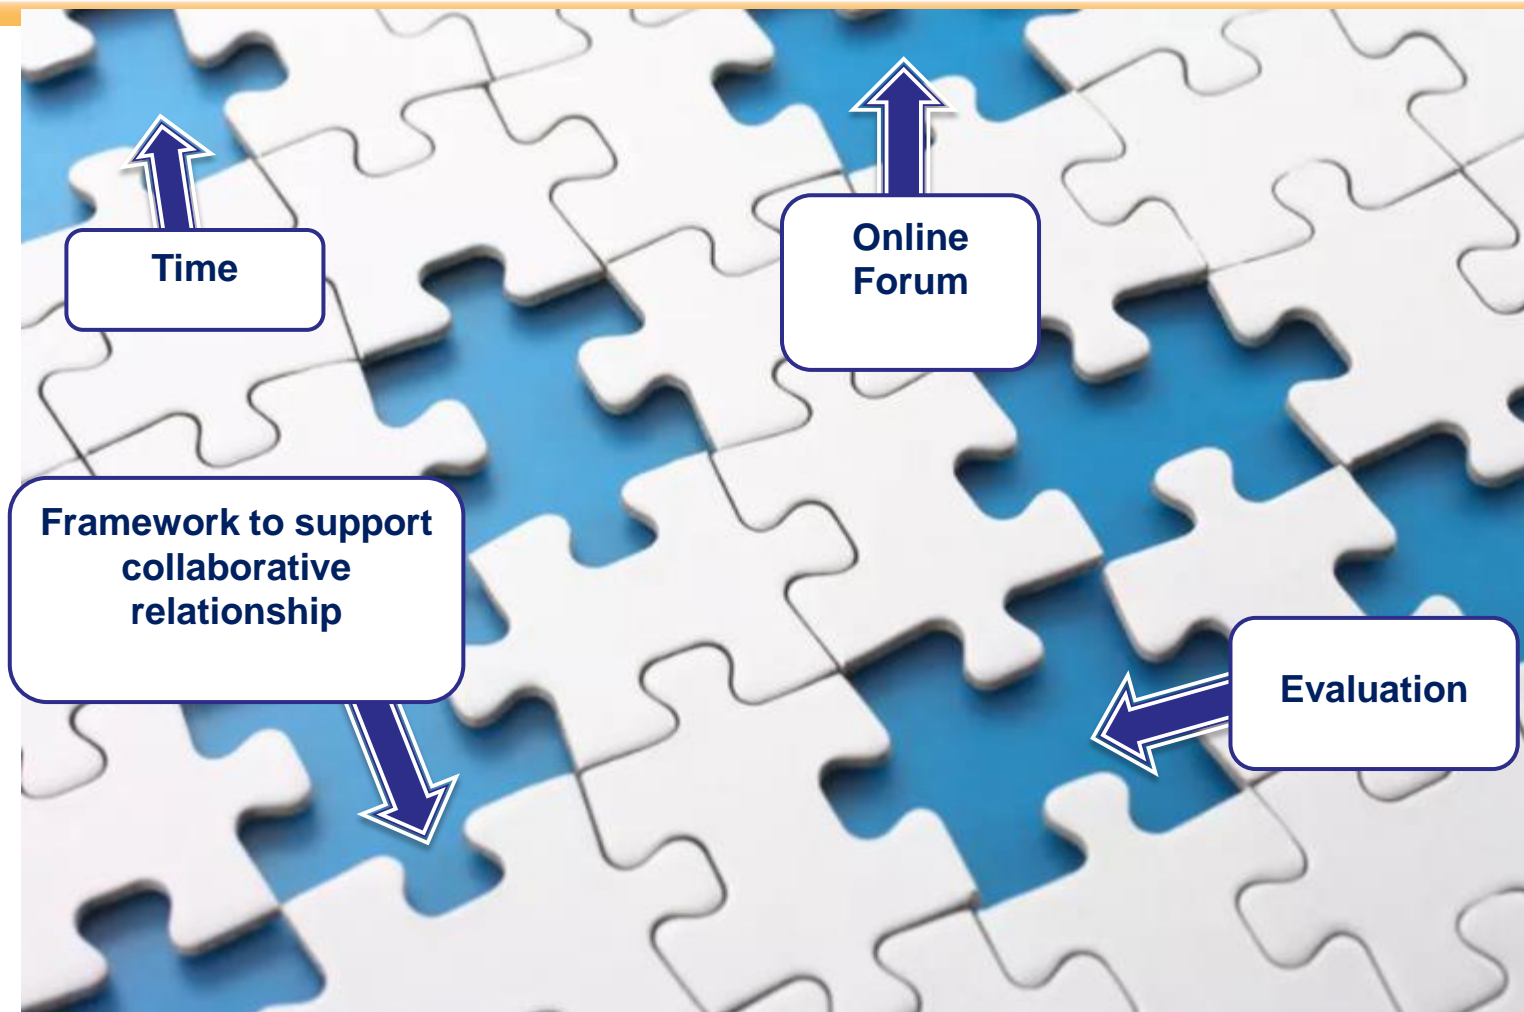 Time
Online
Forum
Framework to support
collaborative
relationship
Evaluation